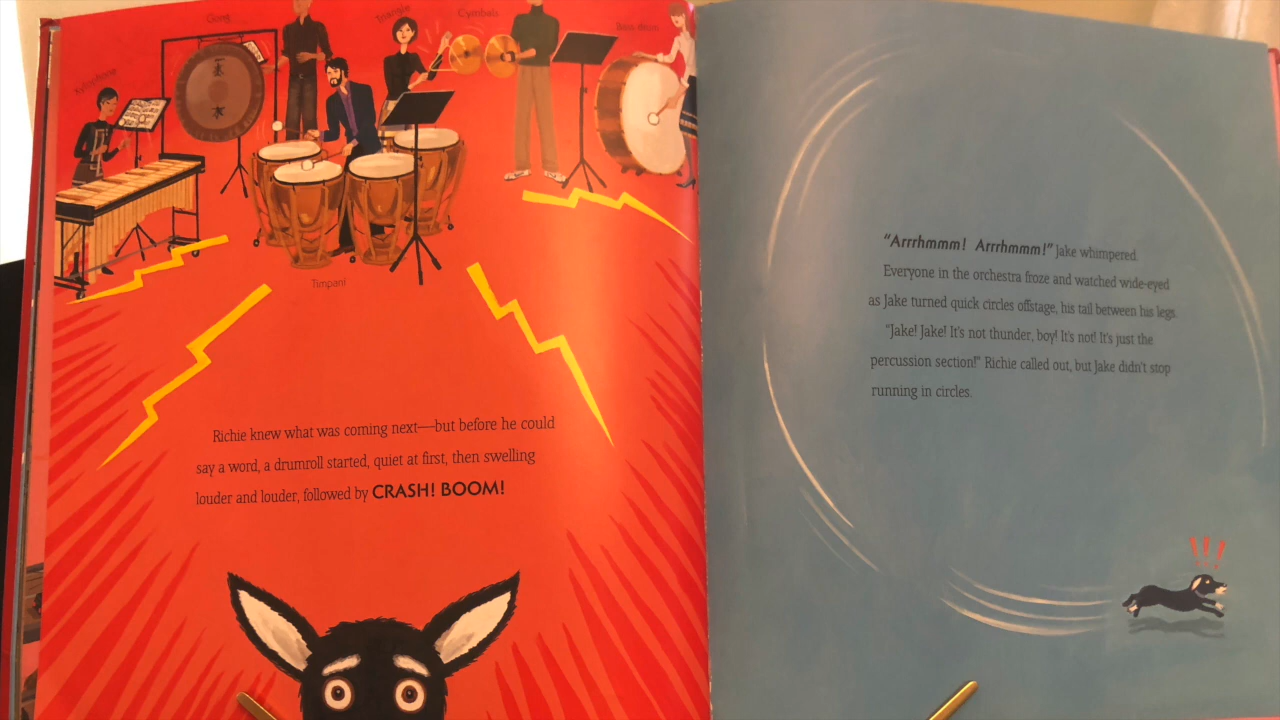 Gong
Triangle
Cymbals
Bass drum
Xylophone
Timpani
Richie knew what was coming next—but before he could
say a word, a drumroll started, quiet at first, then swelling
louder and louder, followed by CRASH! BOOM!
“Arrrhmmm! Arrrhmmm!” Jake whimpered.
Everyone in the orchestra froze and watched wide-eyed
as Jake turned quick circles offstage, his tail between his legs.
“Jake! Jake! It’s not thunder, boy! It’s not! It’s just the
percussion section!” Richie called out, but Jake didn’t stop
running in circles.
!!!